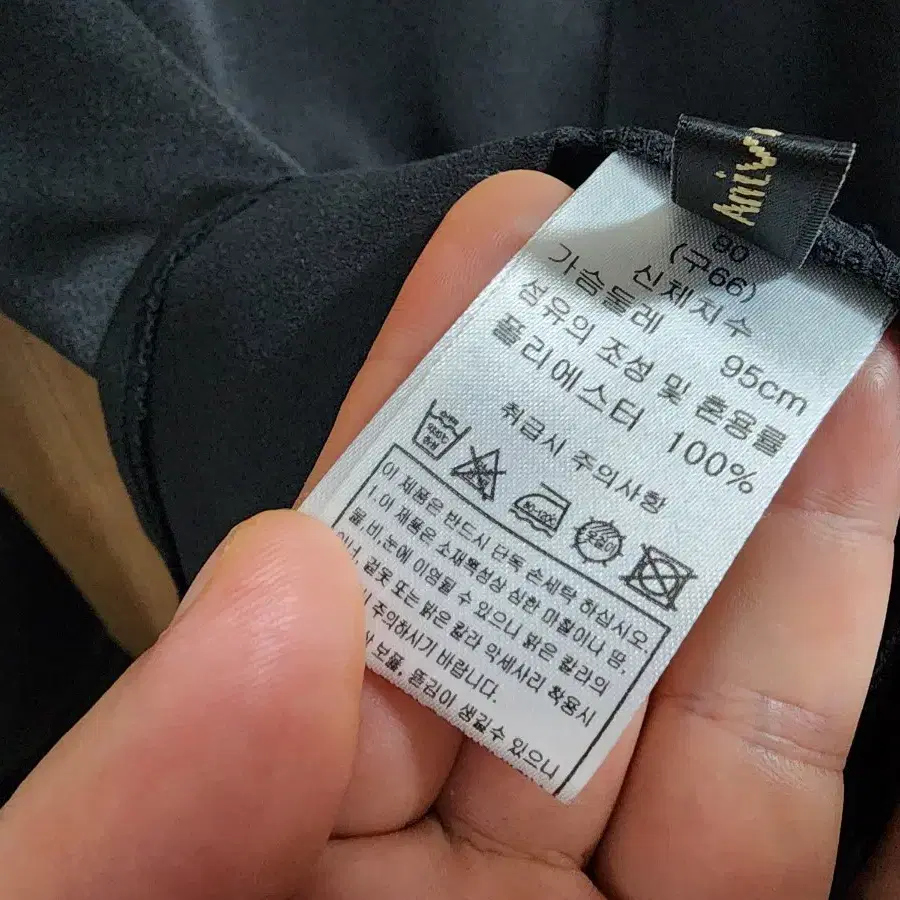 Aniv
90
(구66)
신체치수
가슴둘레 95cm
섬유의 조성 및 혼용률
폴리에스터 100%
취급시 주의사항
이 제품은 반드시 단독 손세탁 하십시오
1.이 제품은 소재특성상 심한 마찰이나 땀,
물 비,눈에 이염될 수 있으니 밝은 칼라의
겉옷 또는 밝은 칼라 악세사리 착용시
주의하시기 바랍니다.
보풀, 뜯김이 생길수 있으니